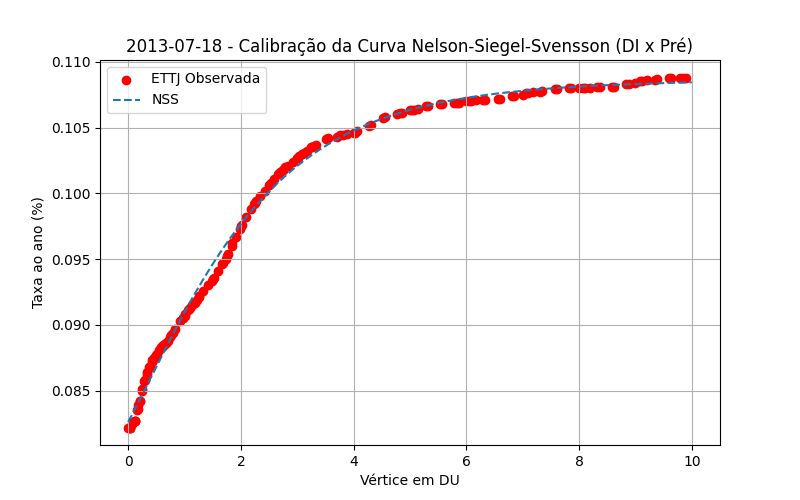 2013-07-18 - Calibração da Curva Nelson-Siegel-Svensson (DI x Pré)
ETTJ Observada
NSS
Taxa ao ano (%)
0.110
0.105
0.100
0.095
0.090
0.085
0
2
4
6
8
10
Vértice em DU